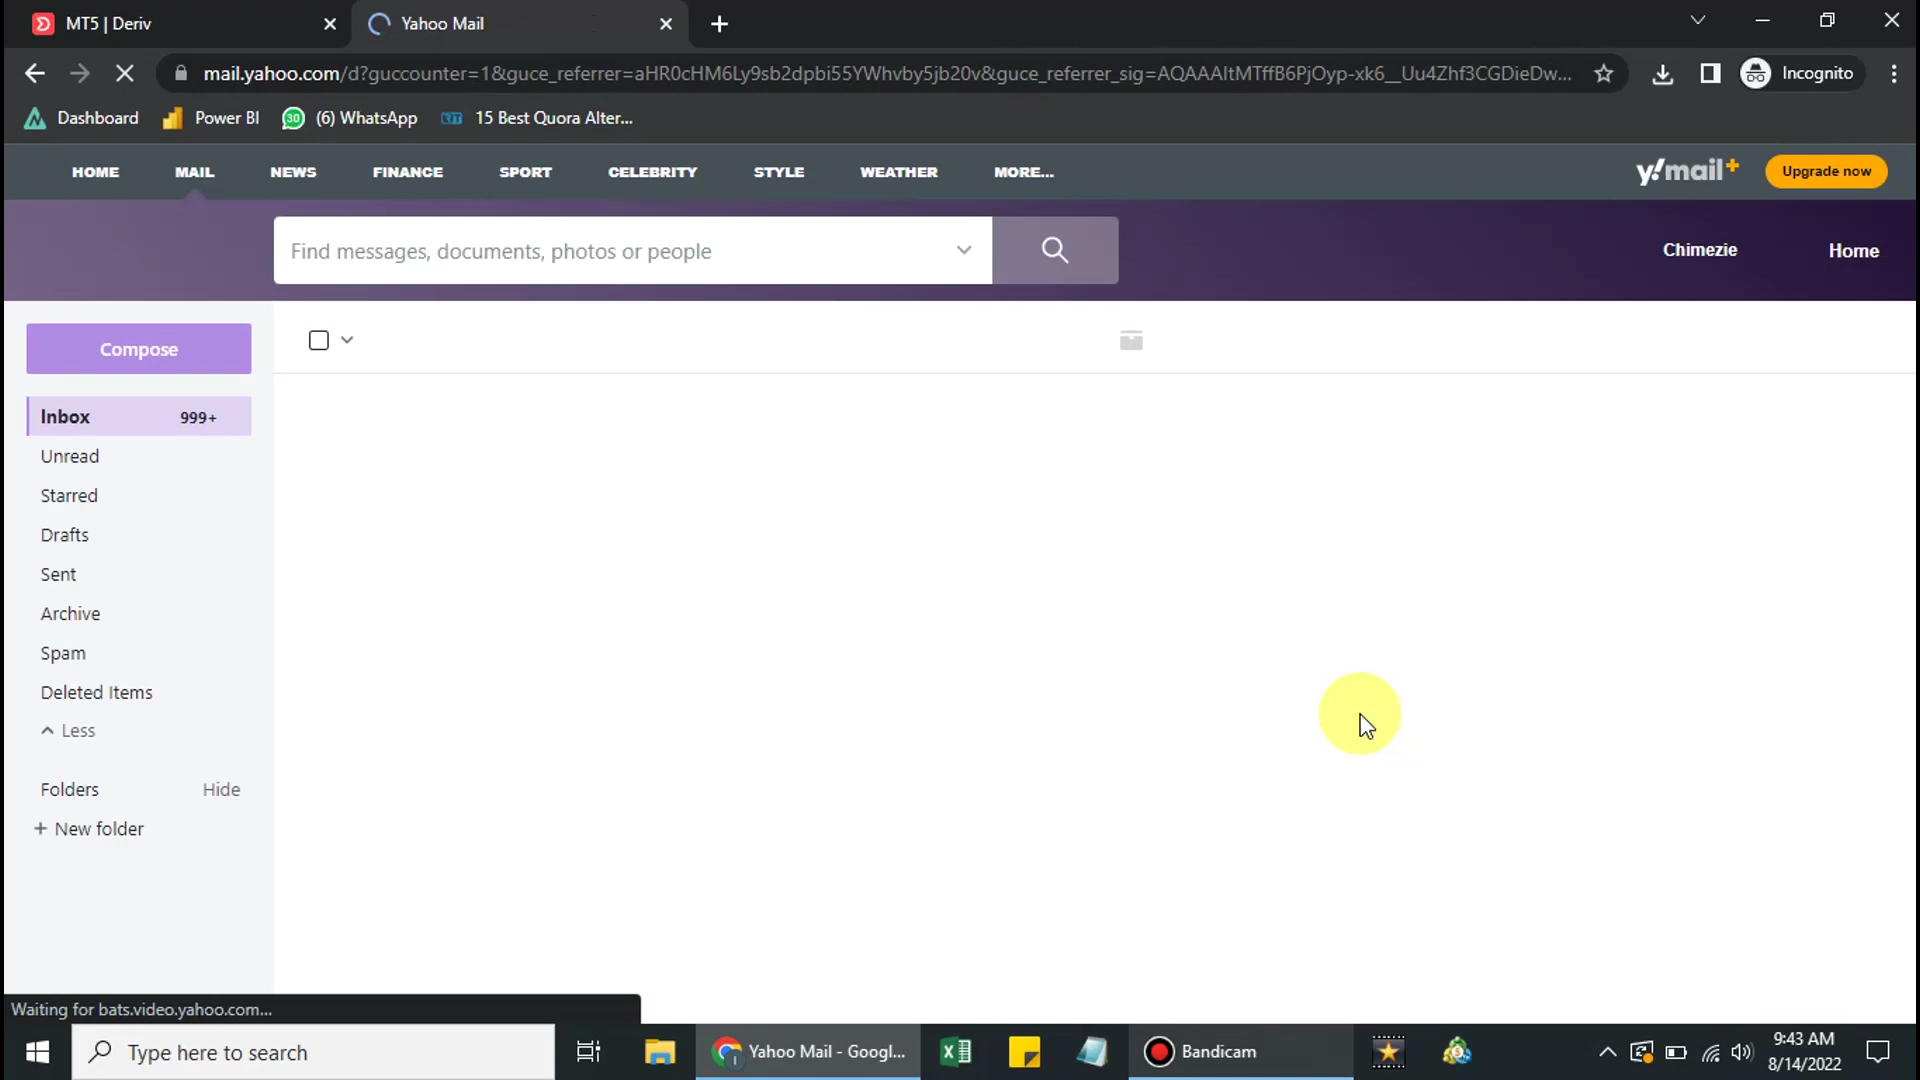 MT5 | Deriv
Yahoo Mail
mail.yahoo.com/d?guccounter=1&guce_referrer=aHR0cHM6Ly9sb2dpbi55YWhvby5jb20v&guce_referrer_sig=AQAAAItMTffB6PjOyp-xk6__Uu4Zhf3CGDieDw...
Incognito
Dashboard
Power BI
30
(6) WhatsApp
RT
15 Best Quora Alter...
HOME
MAIL
NEWS
FINANCE
SPORT
CELEBRITY
STYLE
WEATHER
MORE...
y!mail+
Upgrade now
Find messages, documents, photos or people
Chimezie
Home
Compose
Inbox 999+
Unread
Starred
Drafts
Sent
Archive
Spam
Deleted Items
Less
Folders Hide
+ New folder
Waiting for bats.video.yahoo.com...
Type here to search
Yahoo Mail - Googl...
Bandicam
9:43 AM
8/14/2022